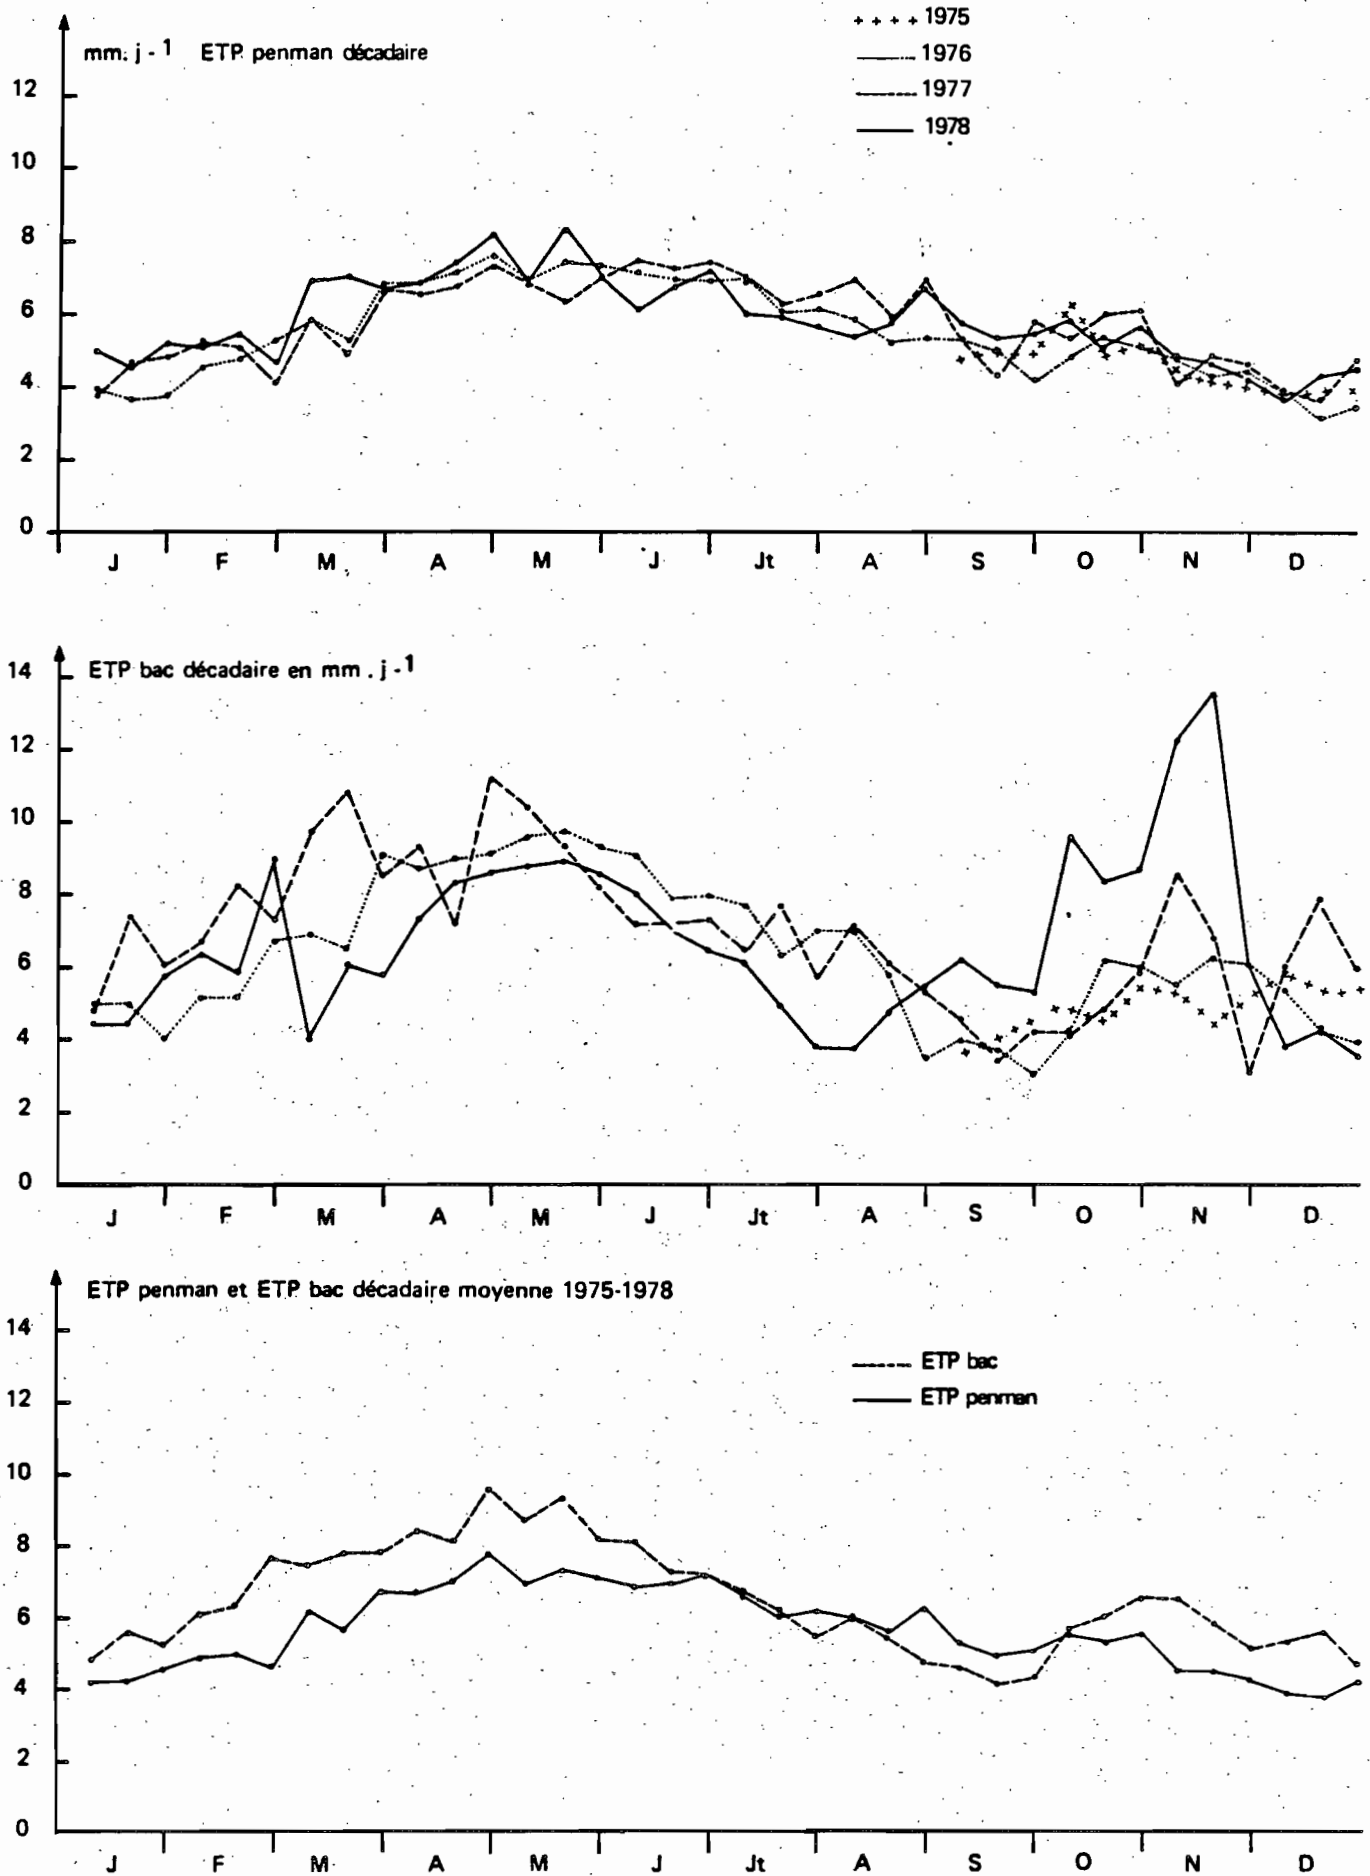 + + + + 1975
mm. j - 1 ETP penman décadaire
1976
1977
1978
12
10
8
6
4
2
0
J F M A M J Jt A S O N D
ETP bac décadaire en mm . j - 1
14
12
10
8
6
4
2
0
J F M A M J Jt A S O N D
ETP penman et ETP bac décadaire moyenne 1975-1978
14
ETP bac
ETP penman
12
10
8
6
4
2
0
J F M A M J Jt A S O N D